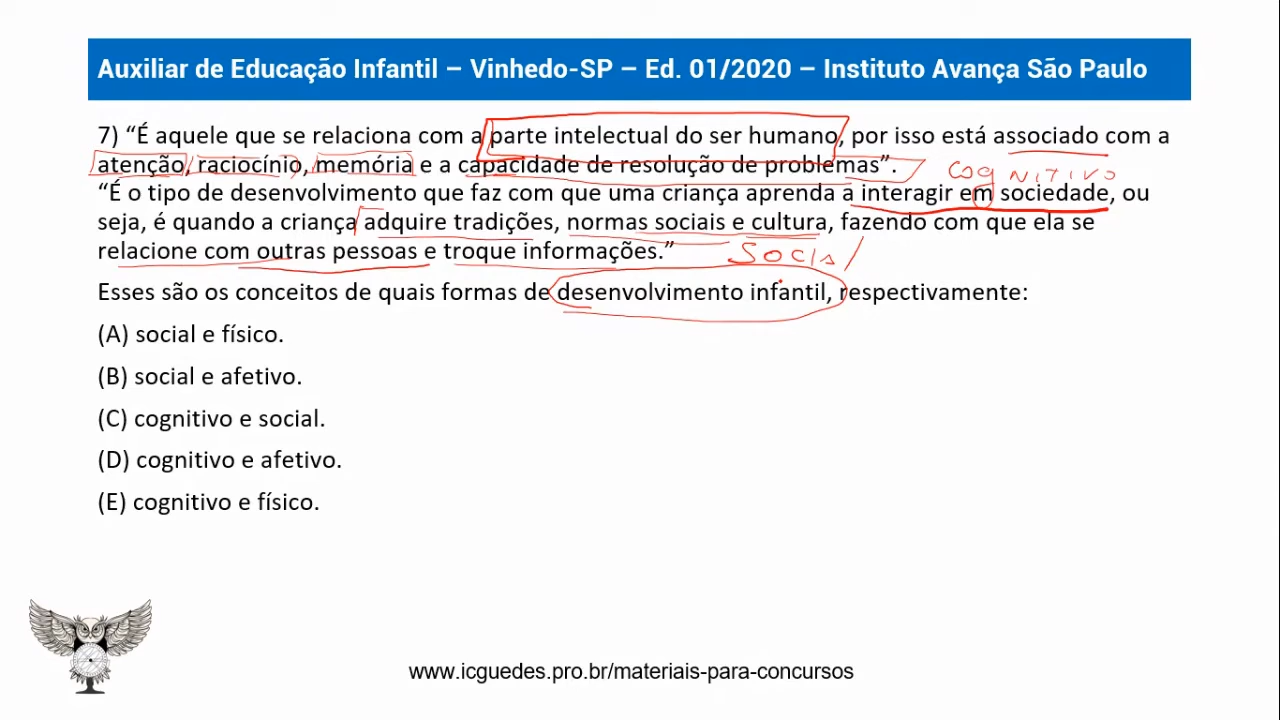 Auxiliar de Educação Infantil – Vinhedo-SP – Ed. 01/2020 – Instituto Avança São Paulo
7) “É aquele que se relaciona com a parte intelectual do ser humano, por isso está associado com a
atenção, raciocínio, memória e a capacidade de resolução de problemas”.
COGNITIVO
“É o tipo de desenvolvimento que faz com que uma criança aprenda a interagir em sociedade, ou
seja, é quando a criança adquire tradições, normas sociais e cultura, fazendo com que ela se
relacione com outras pessoas e troque informações.”
SOCIAL
Esses são os conceitos de quais formas de desenvolvimento infantil, respectivamente:
(A) social e físico.
(B) social e afetivo.
(C) cognitivo e social.
(D) cognitivo e afetivo.
(E) cognitivo e físico.
www.icguedes.pro.br/materiais-para-concursos